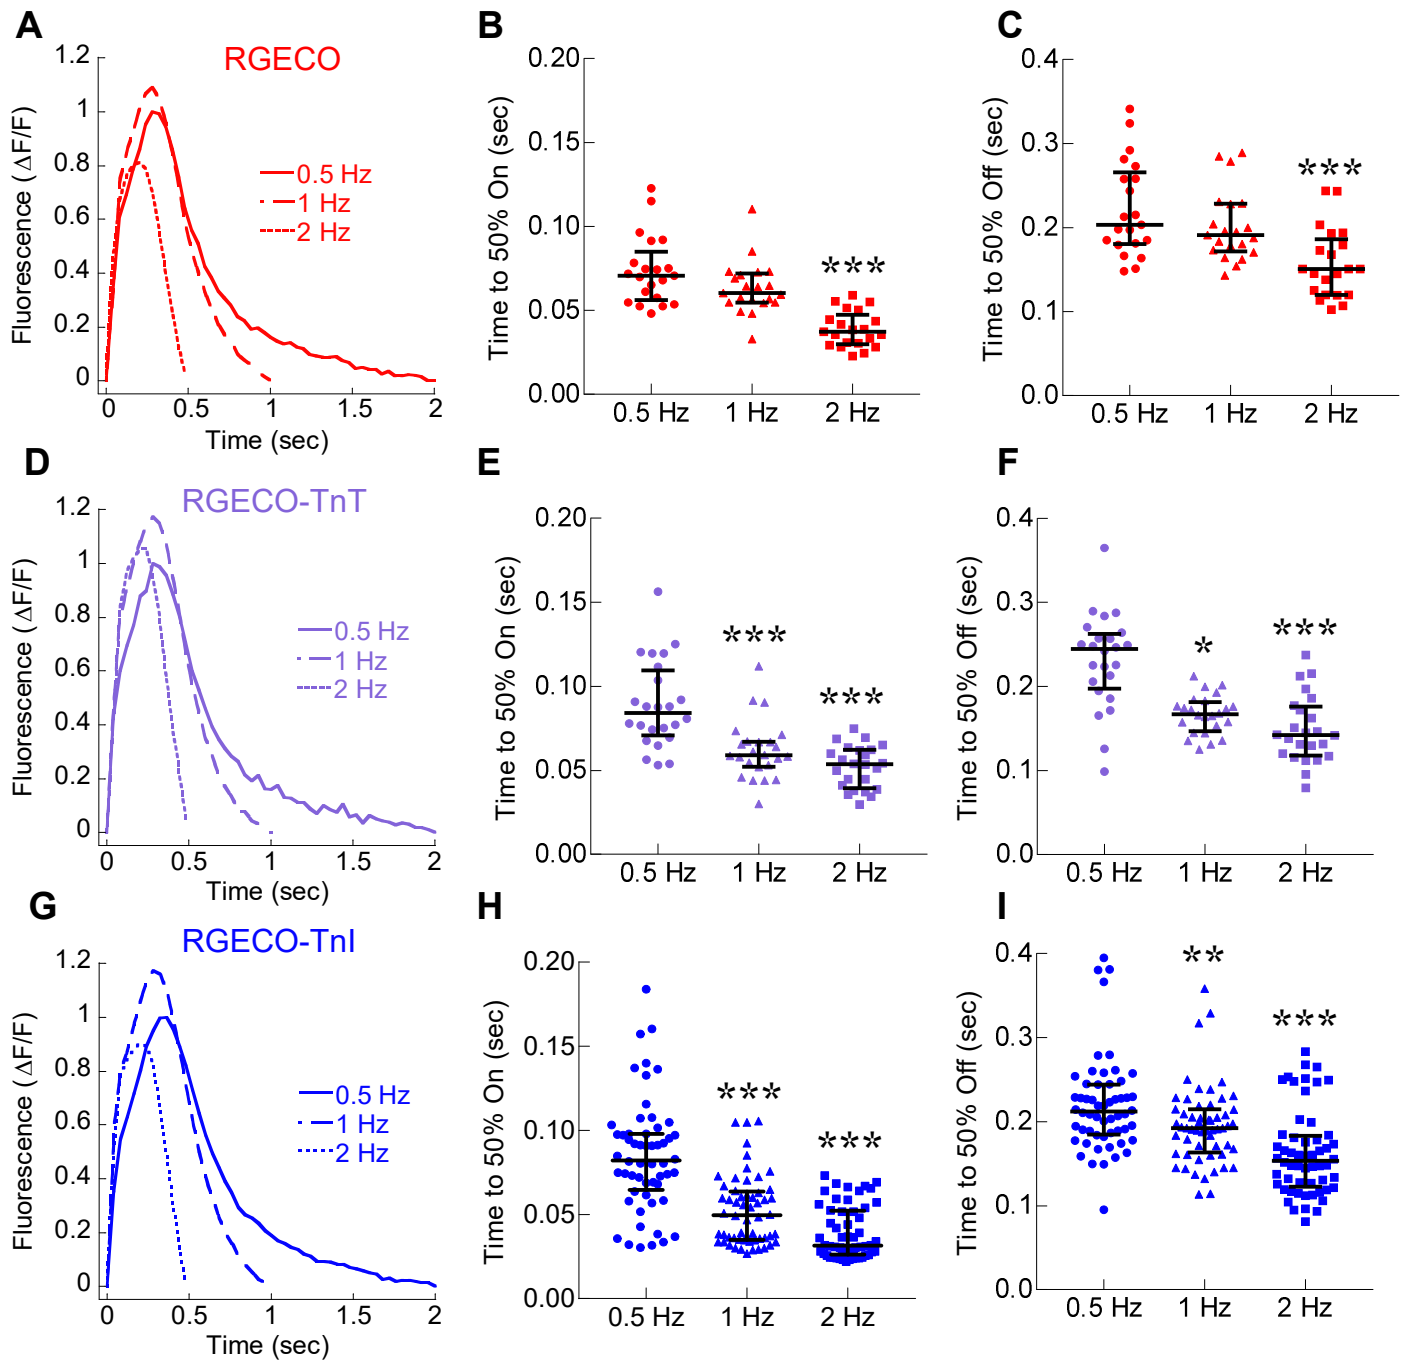 A
RGECO
Fluorescence (ΔF/F)
1.2
1
0.8
0.6
0.4
0.2
0
0 0.5 1 1.5 2
Time (sec)
0.5 Hz
1 Hz
2 Hz
B
Time to 50% On (sec)
0.20
0.15
0.10
0.05
0.00
***
0.5 Hz 1 Hz 2 Hz
C
Time to 50% Off (sec)
0.4
0.3
0.2
0.1
0.0
***
0.5 Hz 1 Hz 2 Hz
D
RGECO-TnT
Fluorescence (ΔF/F)
1.2
1
0.8
0.6
0.4
0.2
0
0 0.5 1 1.5 2
Time (sec)
0.5 Hz
1 Hz
2 Hz
E
Time to 50% On (sec)
0.20
0.15
0.10
0.05
0.00
***
***
0.5 Hz 1 Hz 2 Hz
F
Time to 50% Off (sec)
0.4
0.3
0.2
0.1
0.0
*
***
0.5 Hz 1 Hz 2 Hz
G
RGECO-TnI
Fluorescence (ΔF/F)
1.2
1
0.8
0.6
0.4
0.2
0
0 0.5 1 1.5 2
Time (sec)
0.5 Hz
1 Hz
2 Hz
H
Time to 50% On (sec)
0.20
0.15
0.10
0.05
0.00
***
***
0.5 Hz 1 Hz 2 Hz
I
Time to 50% Off (sec)
0.4
0.3
0.2
0.1
0.0
**
***
0.5 Hz 1 Hz 2 Hz